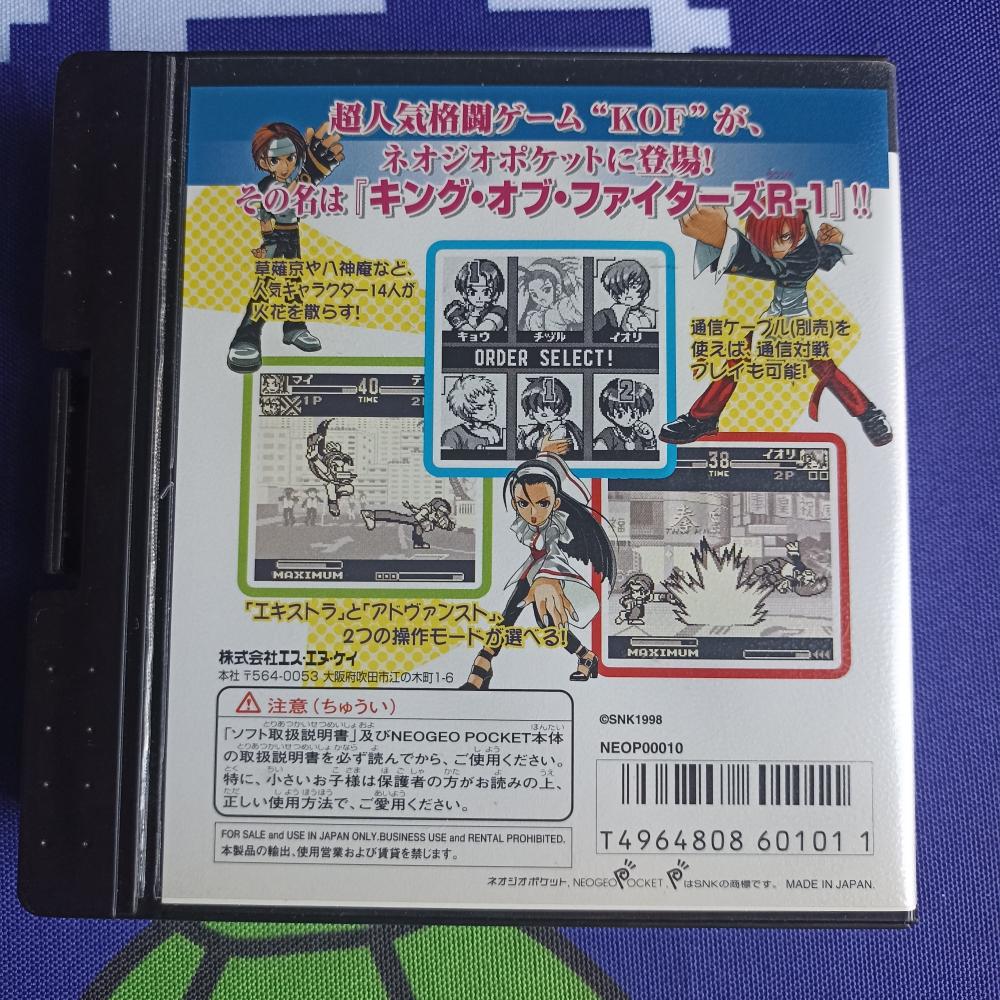 超人気格闘ゲーム“KOF”が、
ネオジオポケットに登場!
その名は『キング・オブ・ファイターズR-1』!!
草薙京や八神庵など、
人気キャラクター14人が
火花を散らす!
キョウ
チヅル
イオリ
ORDER SELECT!
1
2
通信ケーブル(別売)を
使えば、通信対戦
プレイも可能!
マイ
40
TIME
1P
MAXIMUM
38
TIME
イオリ
2P
MAXIMUM
「エキストラ」と「アドヴァンスト」、
2つの操作モードが選べる!
株式会社エス・エヌ・ケイ
本社 〒564-0053 大阪府吹田市江の木町1-6
注意(ちゅうい)
「ソフト取扱説明書」及びNEOGEO POCKET本体
の取扱説明書を必ず読んでから、ご使用ください。
特に、小さいお子様は保護者の方がお読みの上、
正しい使用方法で、ご愛用ください。
FOR SALE and USE IN JAPAN ONLY.BUSINESS USE and RENTAL PROHIBITED.
本製品の輸出、使用営業および賃貸を禁じます。
©SNK1998
NEOP00010
T4964808 60101 1
ネオジオポケット, NEOGEO POCKET, PはSNKの商標です。 MADE IN JAPAN.